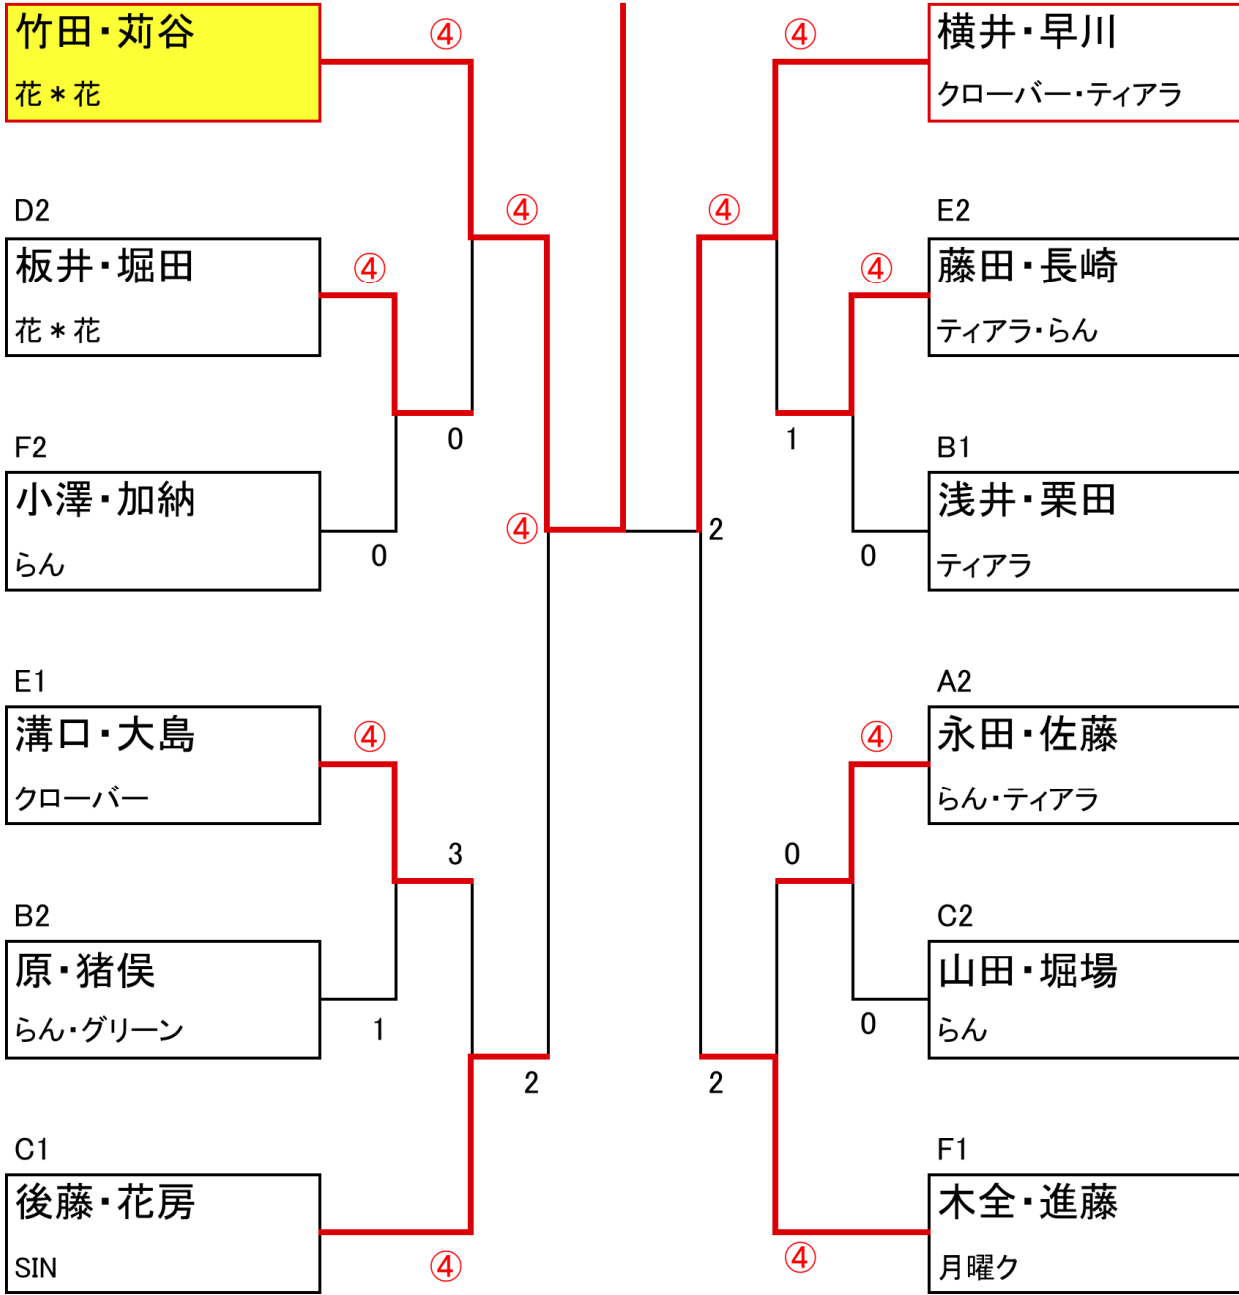 竹田・苅谷
花＊花
④
D2
板井・堀田
花＊花
④
④
0
F2
小澤・加納
らん
0
④
E1
溝口・大島
クローバー
④
3
B2
原・猪俣
らん・グリーン
1
2
C1
後藤・花房
SIN
④
④
横井・早川
クローバー・ティアラ
④
E2
藤田・長崎
ティアラ・らん
④
1
B1
浅井・栗田
ティアラ
0
2
A2
永田・佐藤
らん・ティアラ
④
0
C2
山田・堀場
らん
0
2
F1
木全・進藤
月曜ク
④